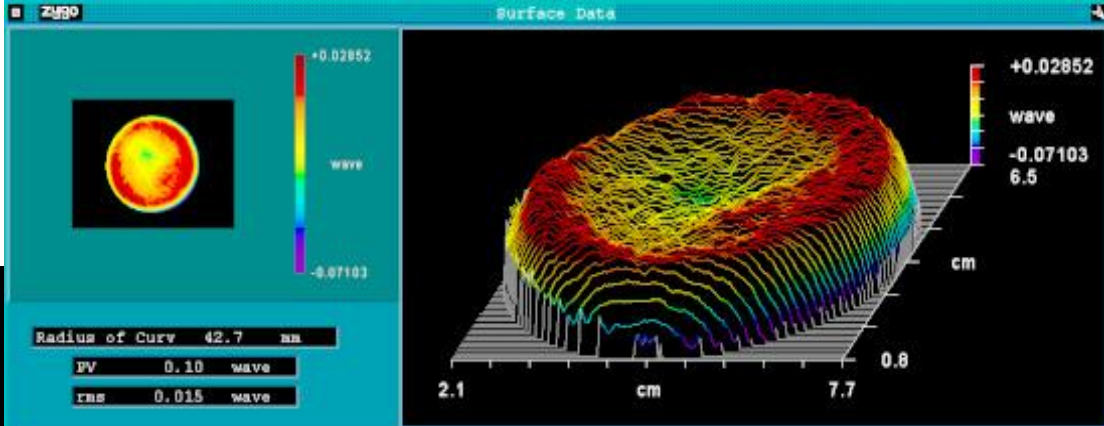 zygo Surface Data
+0.02852
wave
-0.07103
Radius of Curv 42.7 mm
PV 0.10 wave
rms 0.015 wave
+0.02852
wave
-0.07103
6.5
cm
0.8
2.1 cm 7.7